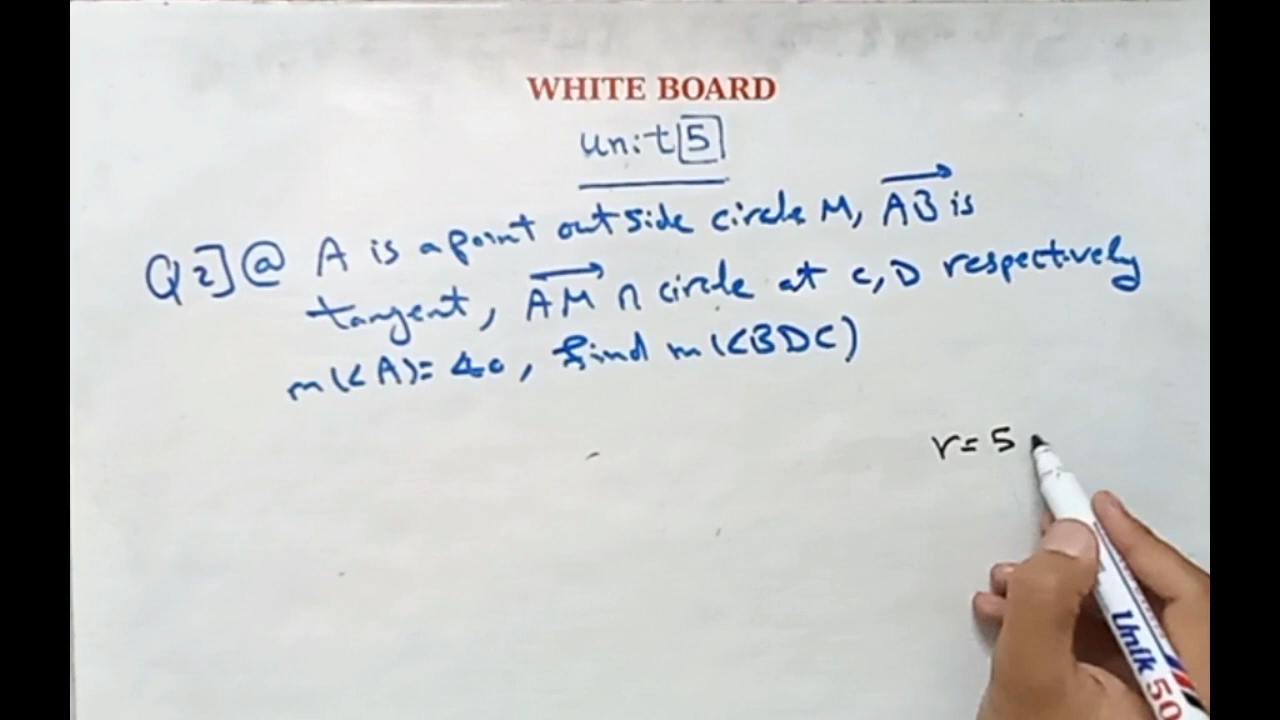 WHITE BOARD
Unit 5
Q2] @ A is a point outside circle M, AB is
tangent, AM ∩ circle at C, D respectively
m(<A)= 40, find m(<BDC)
r= 5
Unik 50